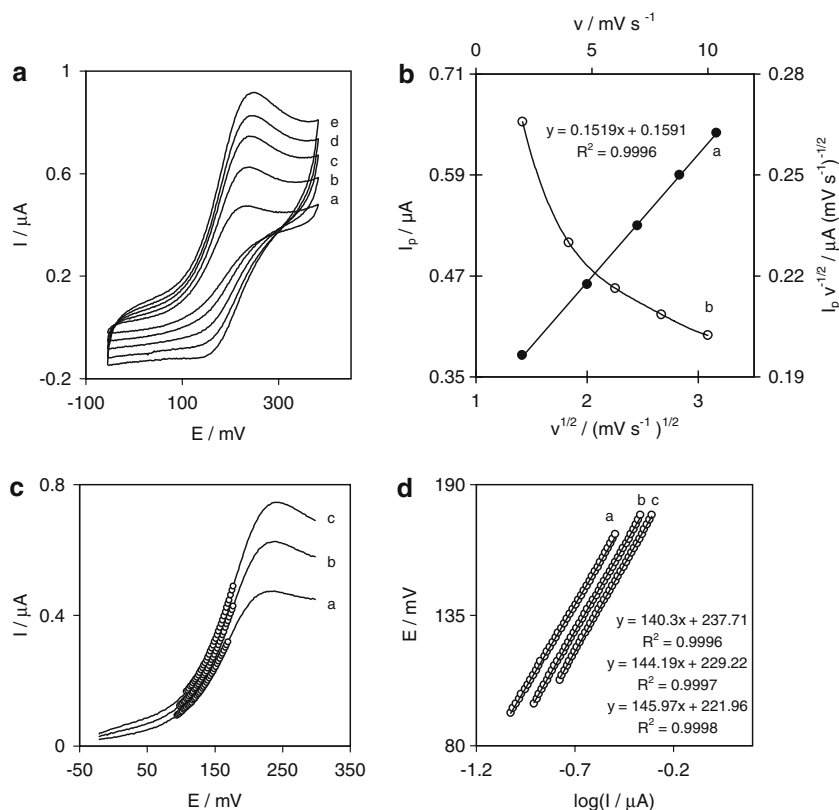 v / mV s -1
a
1
0.6
0.2
-0.2
I / μA
-100
100
300
E / mV
e
d
c
b
a
2
5
8
10
b
0.71
0.59
0.47
0.35
Ip / μA
y = 0.1519x + 0.1591
R2 = 0.9996
a
b
0.28
0.25
0.22
0.19
Ip v-1/2 / μA (mV s-1)-1/2
1
2
3
v1/2 / (mV s-1 )1/2
c
0.8
0.4
0
I / μA
-50
50
150
250
350
E / mV
c
b
a
d
190
135
80
E / mV
a
b c
y = 140.3x + 237.71
R2 = 0.9996
y = 144.19x + 229.22
R2 = 0.9997
y = 145.97x + 221.96
R2 = 0.9998
-1.2
-0.7
-0.2
log(I / μA)